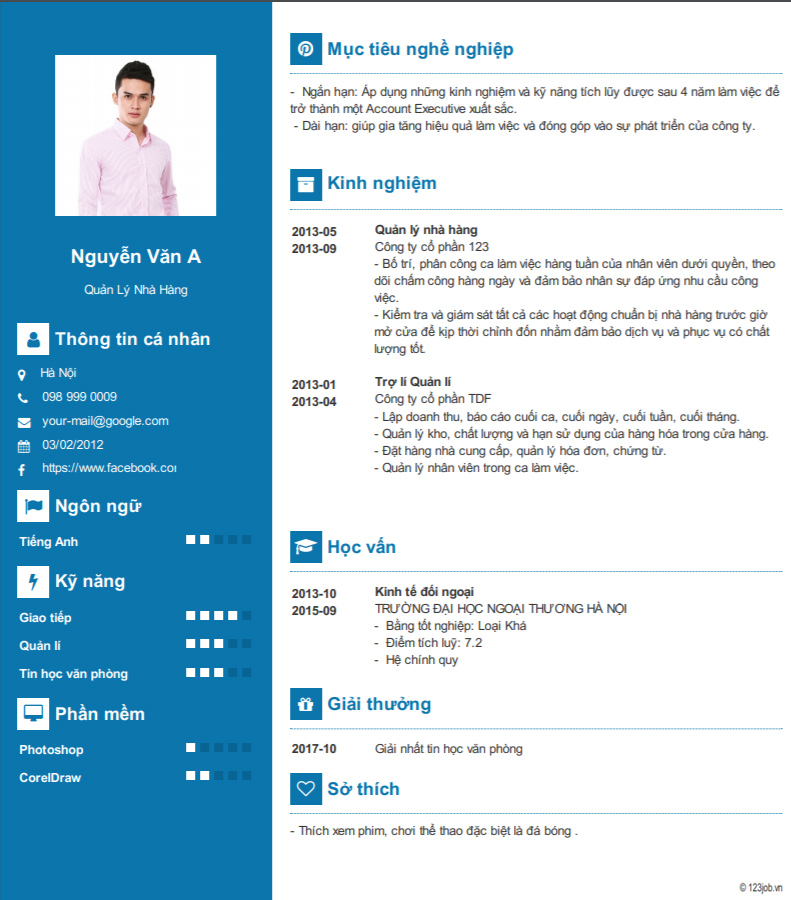 Nguyễn Văn A
Quản Lý Nhà Hàng
Thông tin cá nhân
Hà Nội
098 999 0009
your-mail@google.com
03/02/2012
https://www.facebook.coı
Ngôn ngữ
Tiếng Anh
Kỹ năng
Giao tiếp
Quản lí
Tin học văn phòng
Phần mềm
Photoshop
CorelDraw
Mục tiêu nghề nghiệp
- Ngắn hạn: Áp dụng những kinh nghiệm và kỹ năng tích lũy được sau 4 năm làm việc để
trở thành một Account Executive xuất sắc.
- Dài hạn: giúp gia tăng hiệu quả làm việc và đóng góp vào sự phát triển của công ty.
Kinh nghiệm
2013-05 Quản lý nhà hàng
2013-09 Công ty cổ phần 123
- Bố trí, phân công ca làm việc hàng tuần của nhân viên dưới quyền, theo
dõi chấm công hàng ngày và đảm bảo nhân sự đáp ứng nhu cầu công
việc.
- Kiểm tra và giám sát tất cả các hoạt động chuẩn bị nhà hàng trước giờ
mở cửa để kịp thời chỉnh đốn nhằm đảm bảo dịch vụ và phục vụ có chất
lượng tốt.
2013-01 Trợ lí Quản lí
2013-04 Công ty cổ phần TDF
- Lập doanh thu, báo cáo cuối ca, cuối ngày, cuối tuần, cuối tháng.
- Quản lý kho, chất lượng và hạn sử dụng của hàng hóa trong cửa hàng.
- Đặt hàng nhà cung cấp, quản lý hóa đơn, chứng từ.
- Quản lý nhân viên trong ca làm việc.
Học vấn
2013-10 Kinh tế đối ngoại
2015-09 TRƯỜNG ĐẠI HỌC NGOẠI THƯƠNG HÀ NỘI
- Bằng tốt nghiệp: Loại Khá
- Điểm tích luỹ: 7.2
- Hệ chính quy
Giải thưởng
2017-10 Giải nhất tin học văn phòng
Sở thích
- Thích xem phim, chơi thể thao đặc biệt là đá bóng .
© 123job.vn